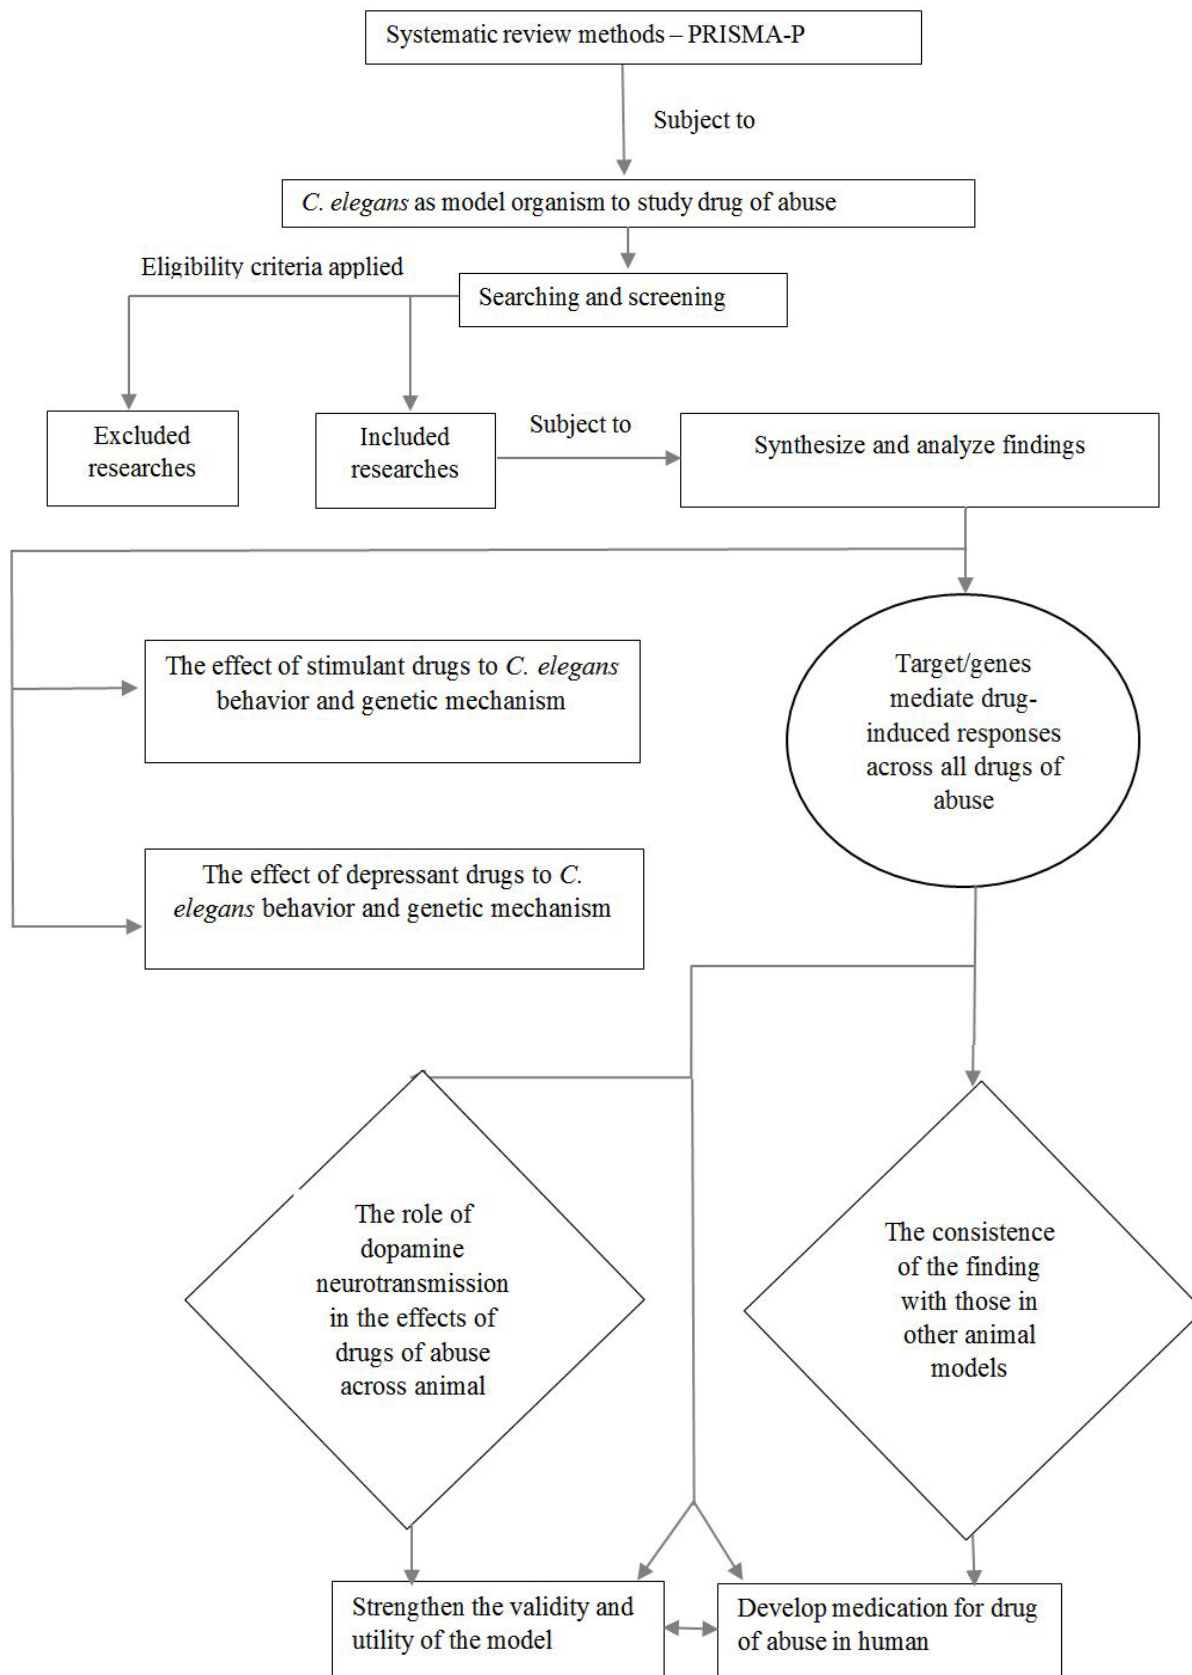 Systematic review methods – PRISMA-P
Subject to
C. elegans as model organism to study drug of abuse
Eligibility criteria applied
Searching and screening
Excluded
researches
Included
researches
Subject to
Synthesize and analyze findings
The effect of stimulant drugs to C. elegans
behavior and genetic mechanism
Target/genes
mediate drug-
induced responses
across all drugs of
abuse
The effect of depressant drugs to C.
elegans behavior and genetic mechanism
The role of
dopamine
neurotransmission
in the effects of
drugs of abuse
across animal
The consistence
of the finding
with those in
other animal
models
Strengthen the validity and
utility of the model
Develop medication for drug
of abuse in human